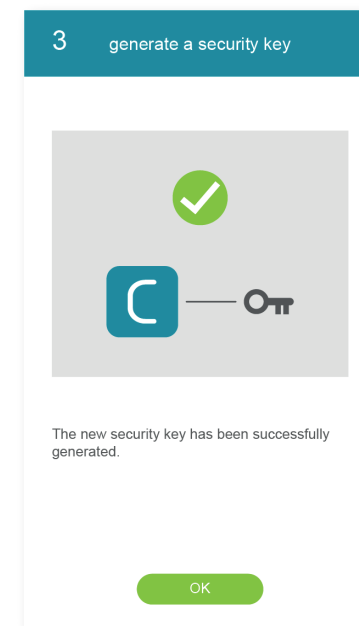 3 generate a security key
C
The new security key has been successfully
generated.
OK